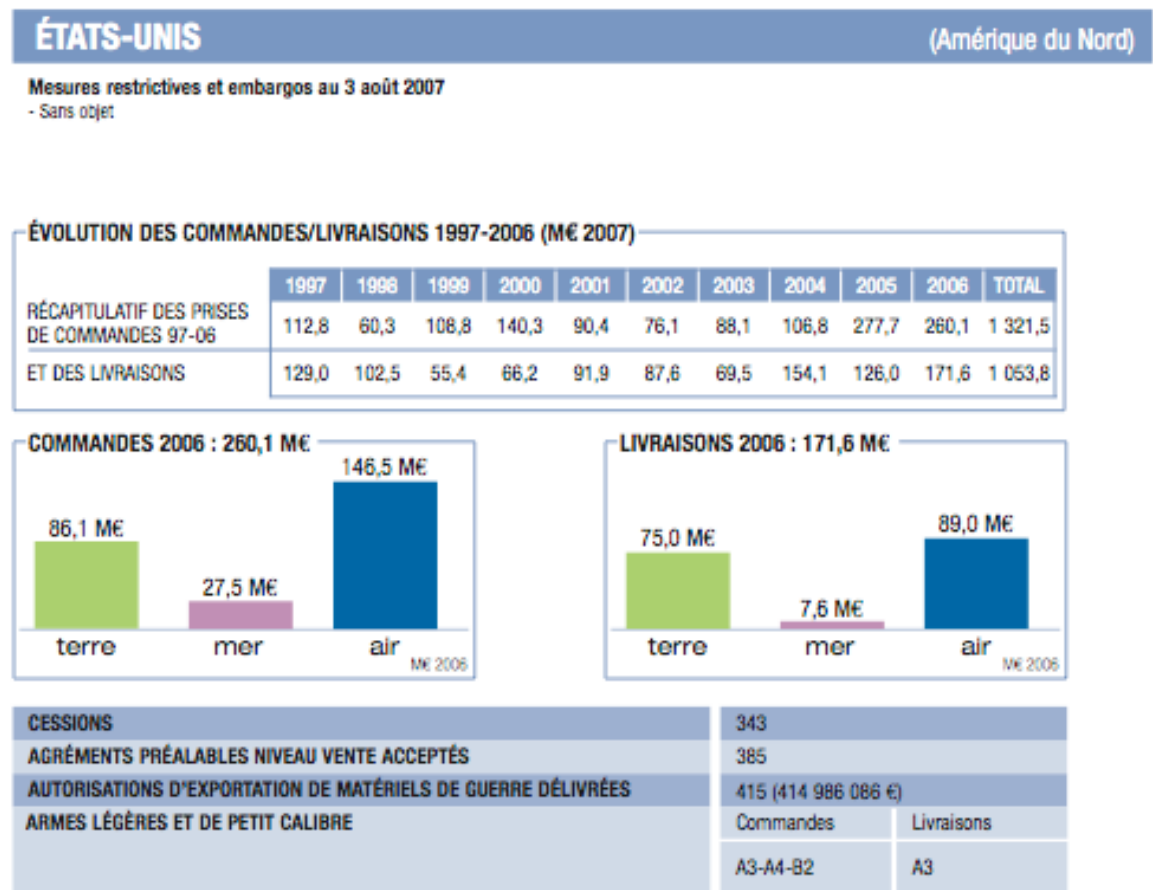 ÉTATS-UNIS (Amérique du Nord)
Mesures restrictives et embargos au 3 août 2007
- Sans objet
ÉVOLUTION DES COMMANDES/LIVRAISONS 1997-2006 (M€ 2007)
1997 1998 1999 2000 2001 2002 2003 2004 2005 2006 TOTAL
RÉCAPITULATIF DES PRISES
DE COMMANDES 97-06 112,8 60,3 108,8 140,3 90,4 76,1 88,1 106,8 277,7 260,1 1 321,5
ET DES LIVRAISONS 129,0 102,5 55,4 66,2 91,9 87,6 69,5 154,1 126,0 171,6 1 053,8
COMMANDES 2006 : 260,1 M€
146,5 M€
86,1 M€
27,5 M€
terre mer air
M€ 2006
LIVRAISONS 2006 : 171,6 M€
89,0 M€
75,0 M€
7,6 M€
terre mer air
M€ 2006
CESSIONS 343
AGRÉMENTS PRÉALABLES NIVEAU VENTE ACCEPTÉS 385
AUTORISATIONS D'EXPORTATION DE MATÉRIELS DE GUERRE DÉLIVRÉES 415 (414 986 086 €)
ARMES LÉGÈRES ET DE PETIT CALIBRE Commandes Livraisons
A3-A4-B2 A3